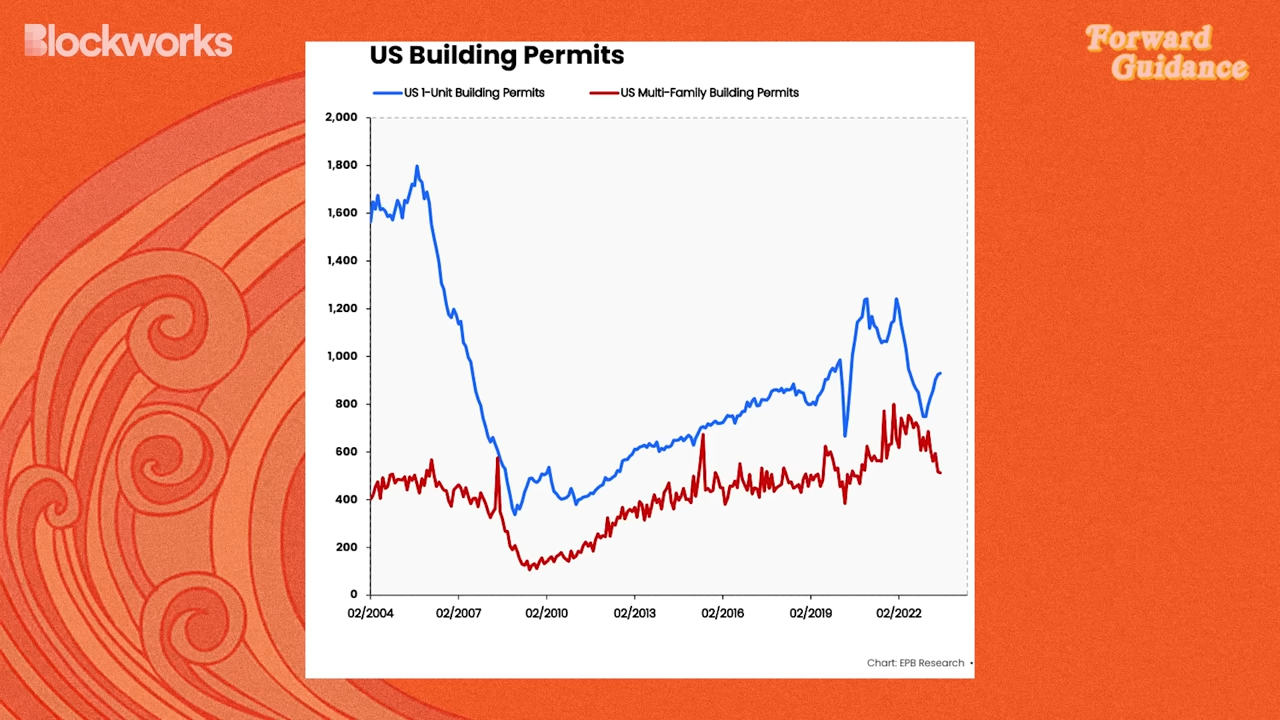 Blockworks
Forward
Guidance
US Building Permits
US 1-Unit Building Permits
US Multi-Family Building Permits
2,000
1,800
1,600
1,400
1,200
1,000
800
600
400
200
0
02/2004 02/2007 02/2010 02/2013 02/2016 02/2019 02/2022
Chart: EPB Research •